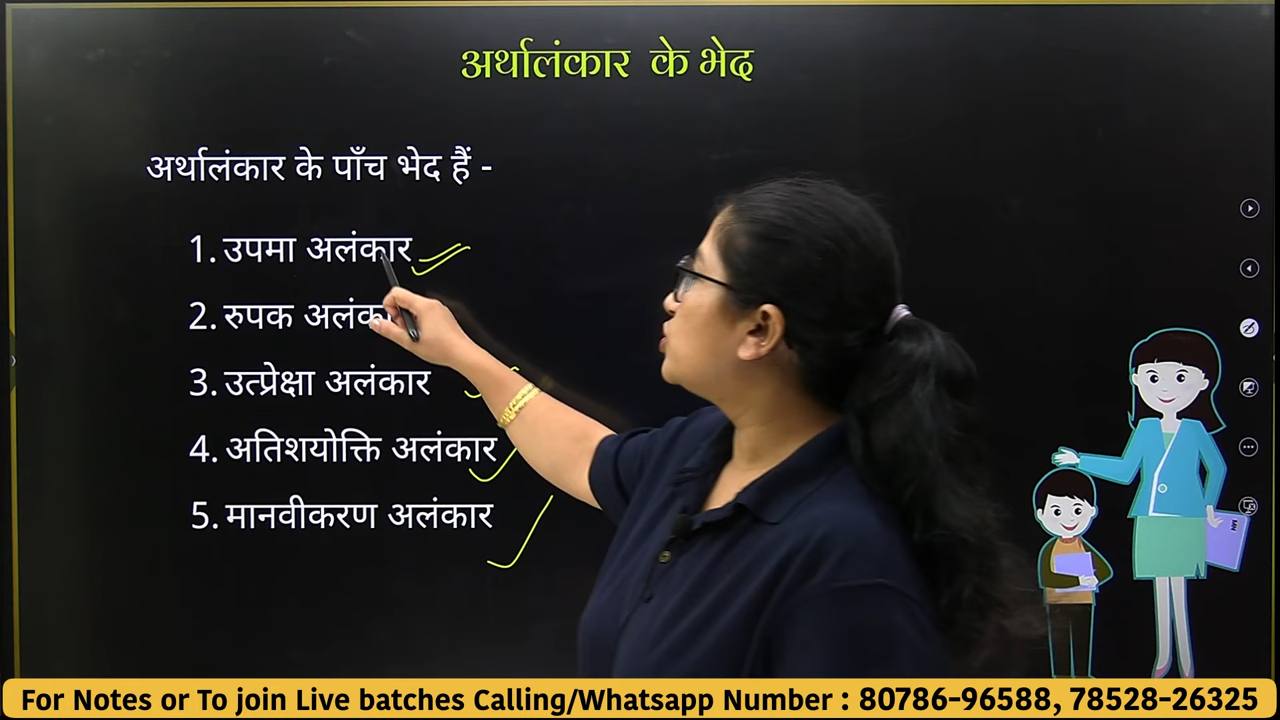 अर्थालंकार के भेद
अर्थालंकार के पाँच भेद हैं -
1. उपमा अलंकार
2. रुपक
3. उत्प्रेक्षा अलंकार
4. अतिशयोक्ति अलंकार
5. मानवीकरण अलंकार
For Notes or To join Live batches Calling/Whatsapp Number : 80786-96588, 78528-26325